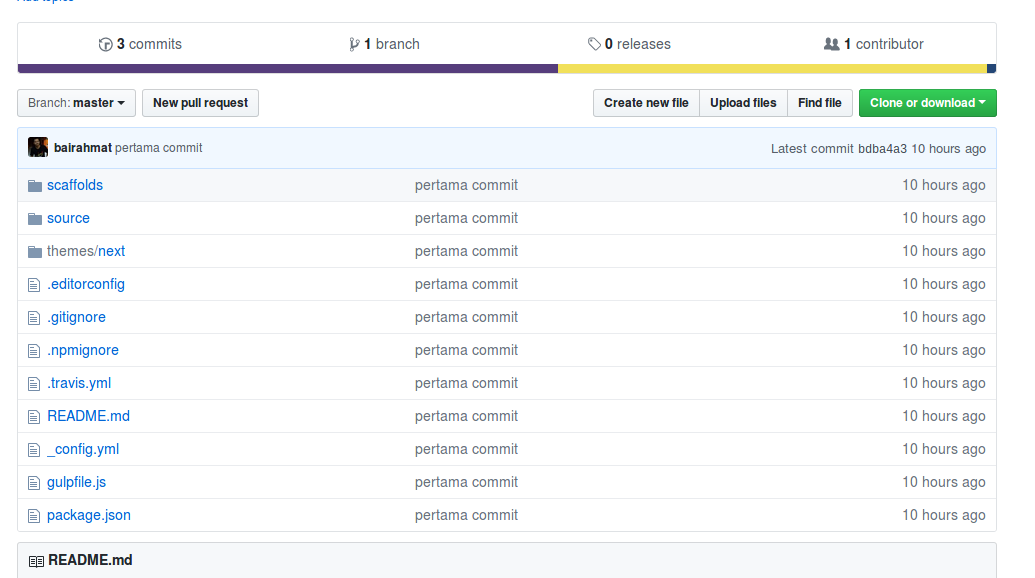 Add topics
3 commits 1 branch 0 releases 1 contributor
Branch: master New pull request Create new file Upload files Find file Clone or download
bairahmat pertama commit Latest commit bdba4a3 10 hours ago
scaffolds pertama commit 10 hours ago
source pertama commit 10 hours ago
themes/next pertama commit 10 hours ago
.editorconfig pertama commit 10 hours ago
.gitignore pertama commit 10 hours ago
.npmignore pertama commit 10 hours ago
.travis.yml pertama commit 10 hours ago
README.md pertama commit 10 hours ago
_config.yml pertama commit 10 hours ago
gulpfile.js pertama commit 10 hours ago
package.json pertama commit 10 hours ago
README.md